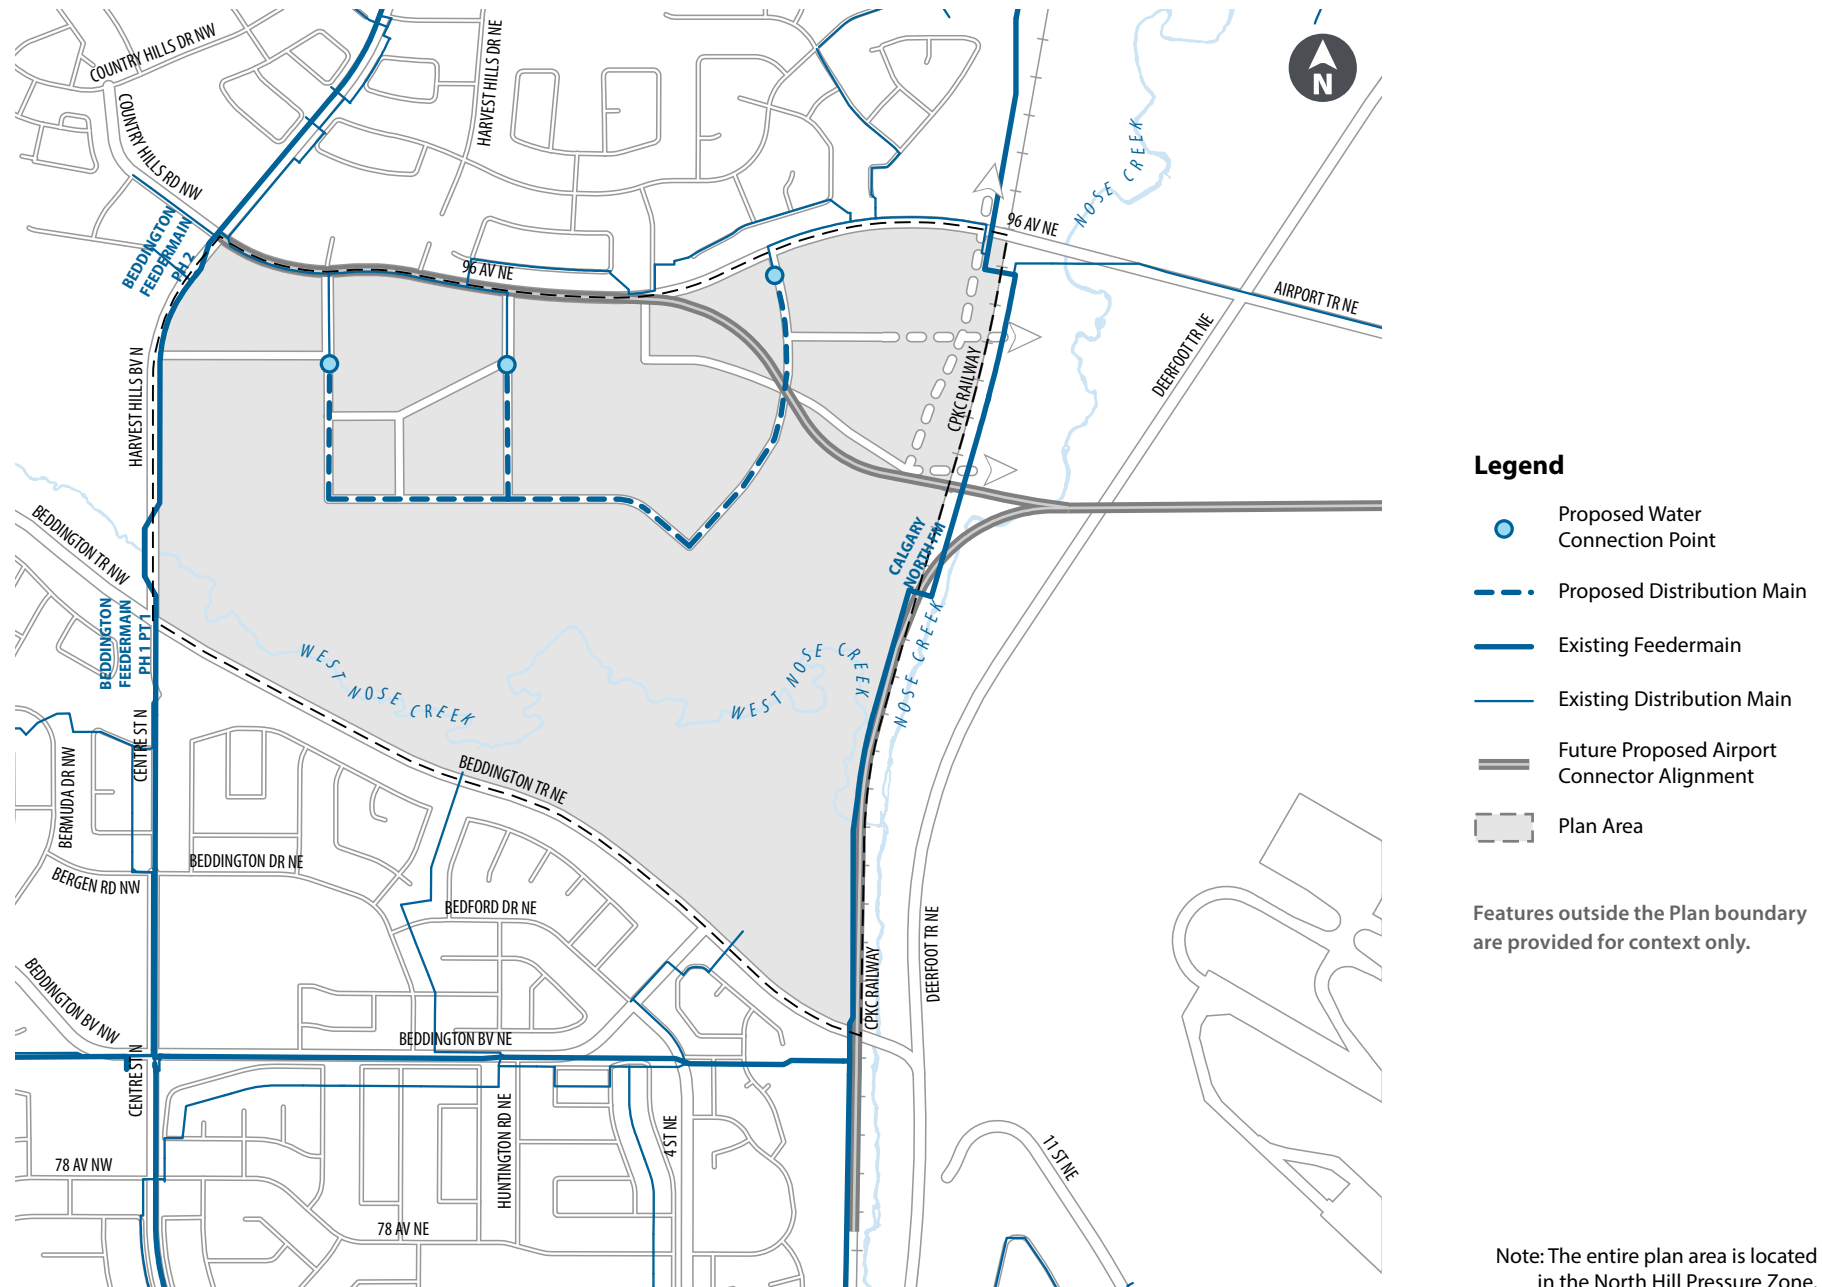 COUNTRY HILLS DR NW
HARVEST HILLS DR NE
N
COUNTRY HILLS RD NW
NOSE CREEK
BEDDINGTON
FEEDERMAIN
PH 2
96 AV NE
96 AV NE
AIRPORT TR NE
DEERFOOT TR NE
HARVEST HILLS BV N
CPKC RAILWAY
BEDDINGTON TR NW
CALGARY
NORTH FM
BEDDINGTON
FEEDERMAIN
PH 1 PT 1
NOSE CREEK
WEST NOSE CREEK
WEST NOSE CREEK
CENTRE ST N
BERMUDA DR NW
BEDDINGTON TR NE
BEDDINGTON DR NE
BERGEN RD NW
BEDFORD DR NE
DEERFOOT TR NE
CPKC RAILWAY
BEDDINGTON BV NW
BEDDINGTON BV NE
CENTRE ST N
HUNTINGTON RD NE
4 ST NE
11 ST NE
78 AV NW
78 AV NE
Legend
Proposed Water
Connection Point
Proposed Distribution Main
Existing Feedermain
Existing Distribution Main
Future Proposed Airport
Connector Alignment
Plan Area
Features outside the Plan boundary
are provided for context only.
Note: The entire plan area is located
in the North Hill Pressure Zone.